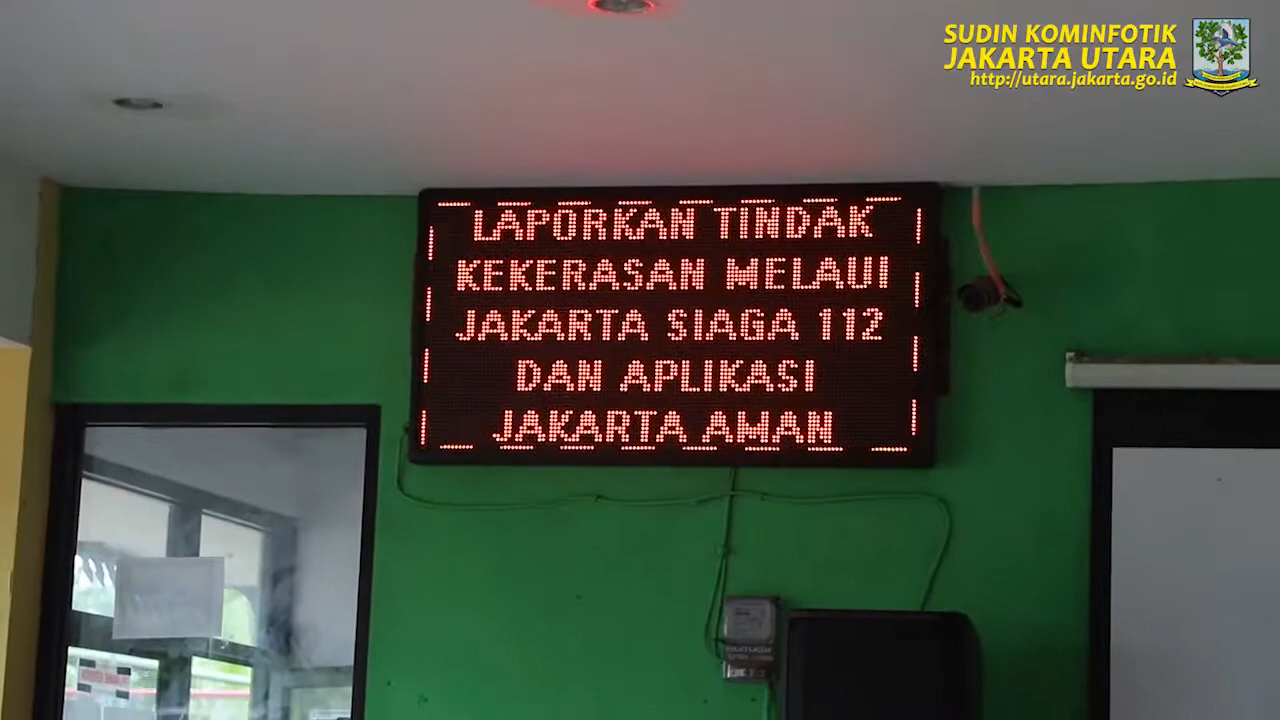 SUDIN KOMINFOTIK
JAKARTA UTARA
http://utara.jakarta.go.id
LAPORKAN TINDAK
KEKERASAN MELAUI
JAKARTA SIAGA 112
DAN APLIKASI
JAKARTA AMAN